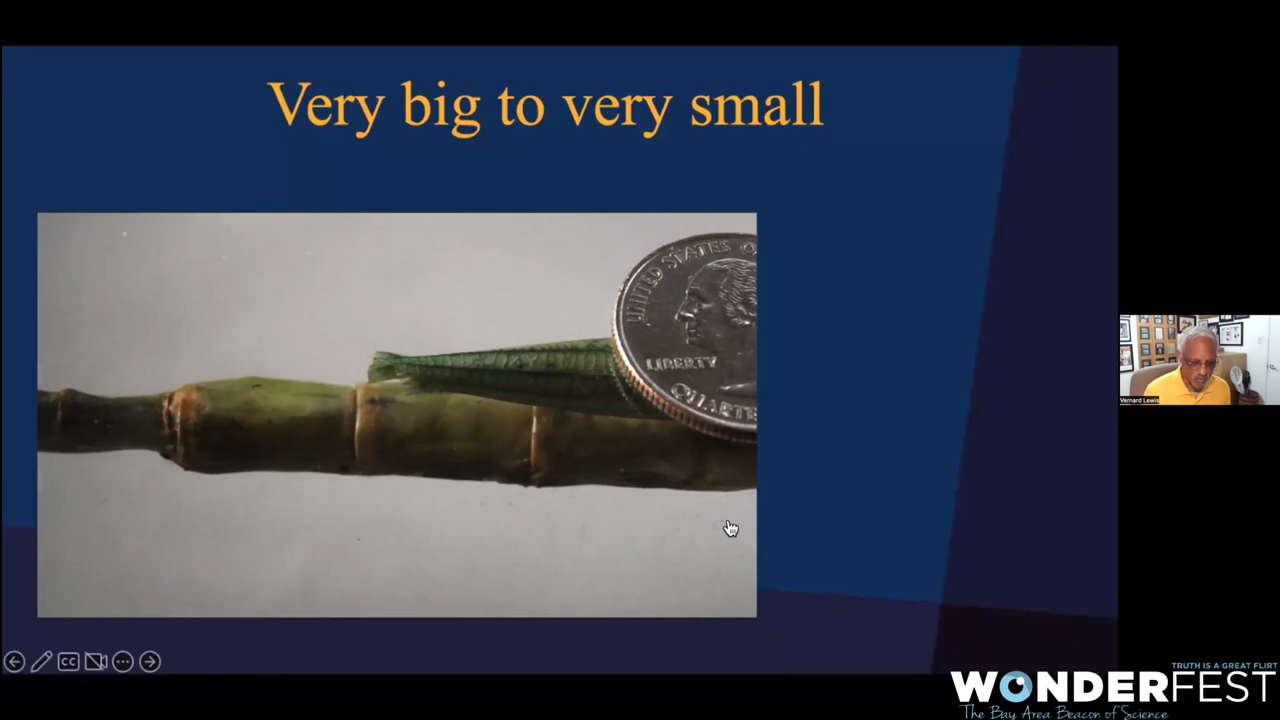 Very big to very small
UNITED STATES O
LIBERTY
QUARTE
CC
Vernard Lewis
TRUTH IS A GREAT FLIRT
WONDERFEST
The Bay Area Beacon of Science